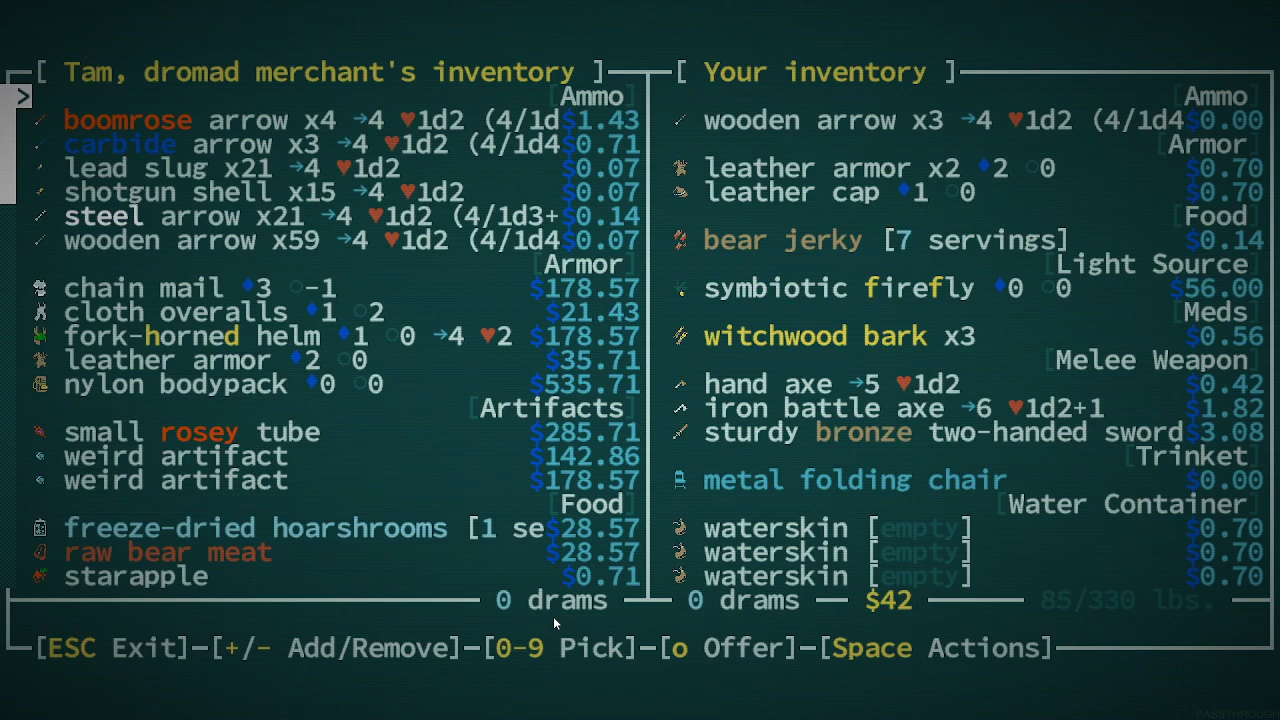 [ Tam, dromad merchant's inventory ]
>
[Ammo]
boomrose arrow x4 →4 ♥1d2 (4/1d$1.43
carbide arrow x3 →4 ♥1d2 (4/1d4$0.71
lead slug x21 →4 ♥1d2 $0.07
shotgun shell x15 →4 ♥1d2 $0.07
steel arrow x21 →4 ♥1d2 (4/1d3+$0.14
wooden arrow x59 →4 ♥1d2 (4/1d4$0.07
[Armor]
chain mail ♦3 ○-1 $178.57
cloth overalls ♦1 ○2 $21.43
fork-horned helm ♦1 ○0 →4 ♥2 $178.57
leather armor ♦2 ○0 $35.71
nylon bodypack ♦0 ○0 $535.71
[Artifacts]
small rosey tube $285.71
weird artifact $142.86
weird artifact $178.57
[Food]
freeze-dried hoarshrooms [1 se$28.57
raw bear meat $28.57
starapple $0.71
0 drams
[ Your inventory ]
[Ammo]
wooden arrow x3 →4 ♥1d2 (4/1d4$0.00
[Armor]
leather armor x2 ♦2 ○0 $0.70
leather cap ♦1 ○0 $0.70
[Food]
bear jerky [7 servings] $0.14
[Light Source]
symbiotic firefly ♦0 ○0 $56.00
[Meds]
witchwood bark x3 $0.56
[Melee Weapon]
hand axe →5 ♥1d2 $0.42
iron battle axe →6 ♥1d2+1 $1.82
sturdy bronze two-handed sword$3.08
[Trinket]
metal folding chair $0.00
[Water Container]
waterskin [empty] $0.70
waterskin [empty] $0.70
waterskin [empty] $0.70
0 drams $42 85/330 lbs.
[ESC Exit]-[+/- Add/Remove]-[0-9 Pick]-[o Offer]-[Space Actions]